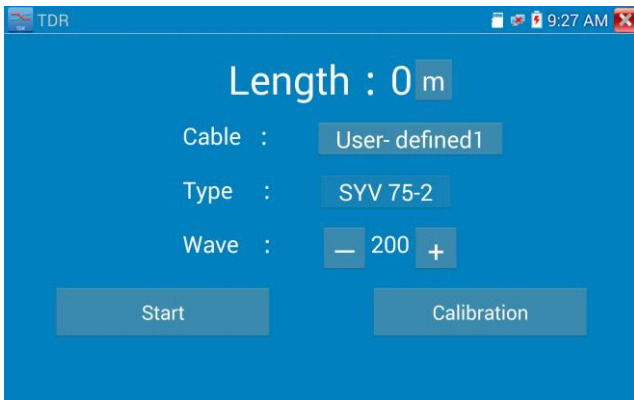 TDR 9:27 AM
Length : 0 m
Cable : User- defined1
Type : SYV 75-2
Wave : — 200 +
Start Calibration